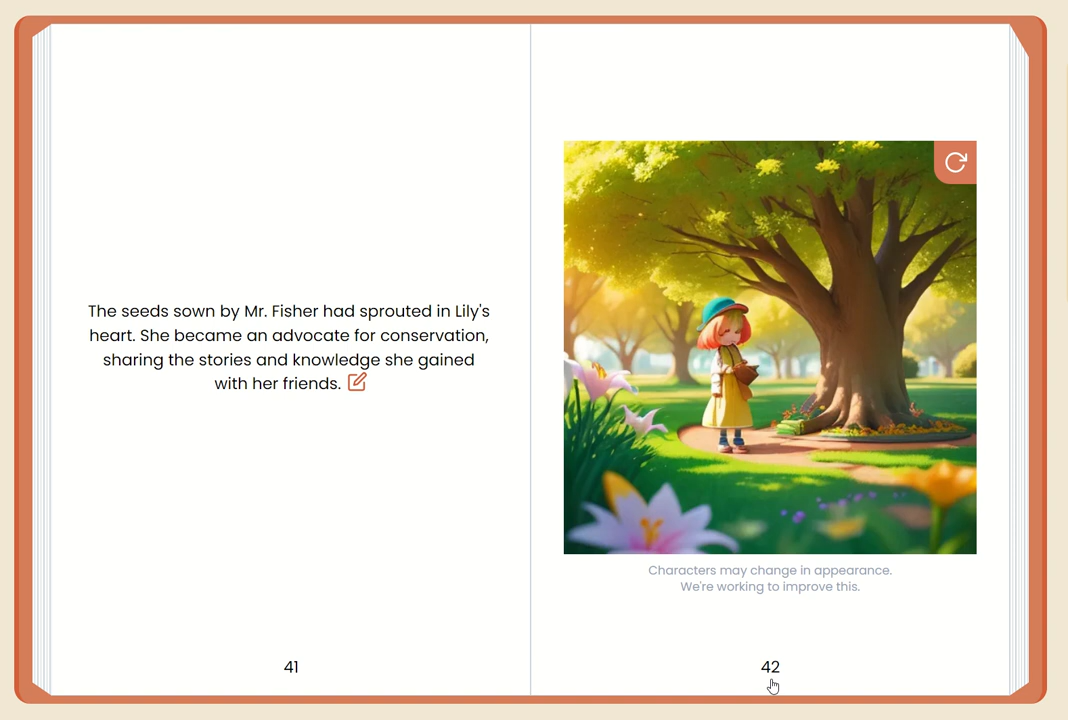 The seeds sown by Mr. Fisher had sprouted in Lily's
heart. She became an advocate for conservation,
sharing the stories and knowledge she gained
with her friends.
41
Characters may change in appearance.
We're working to improve this.
42